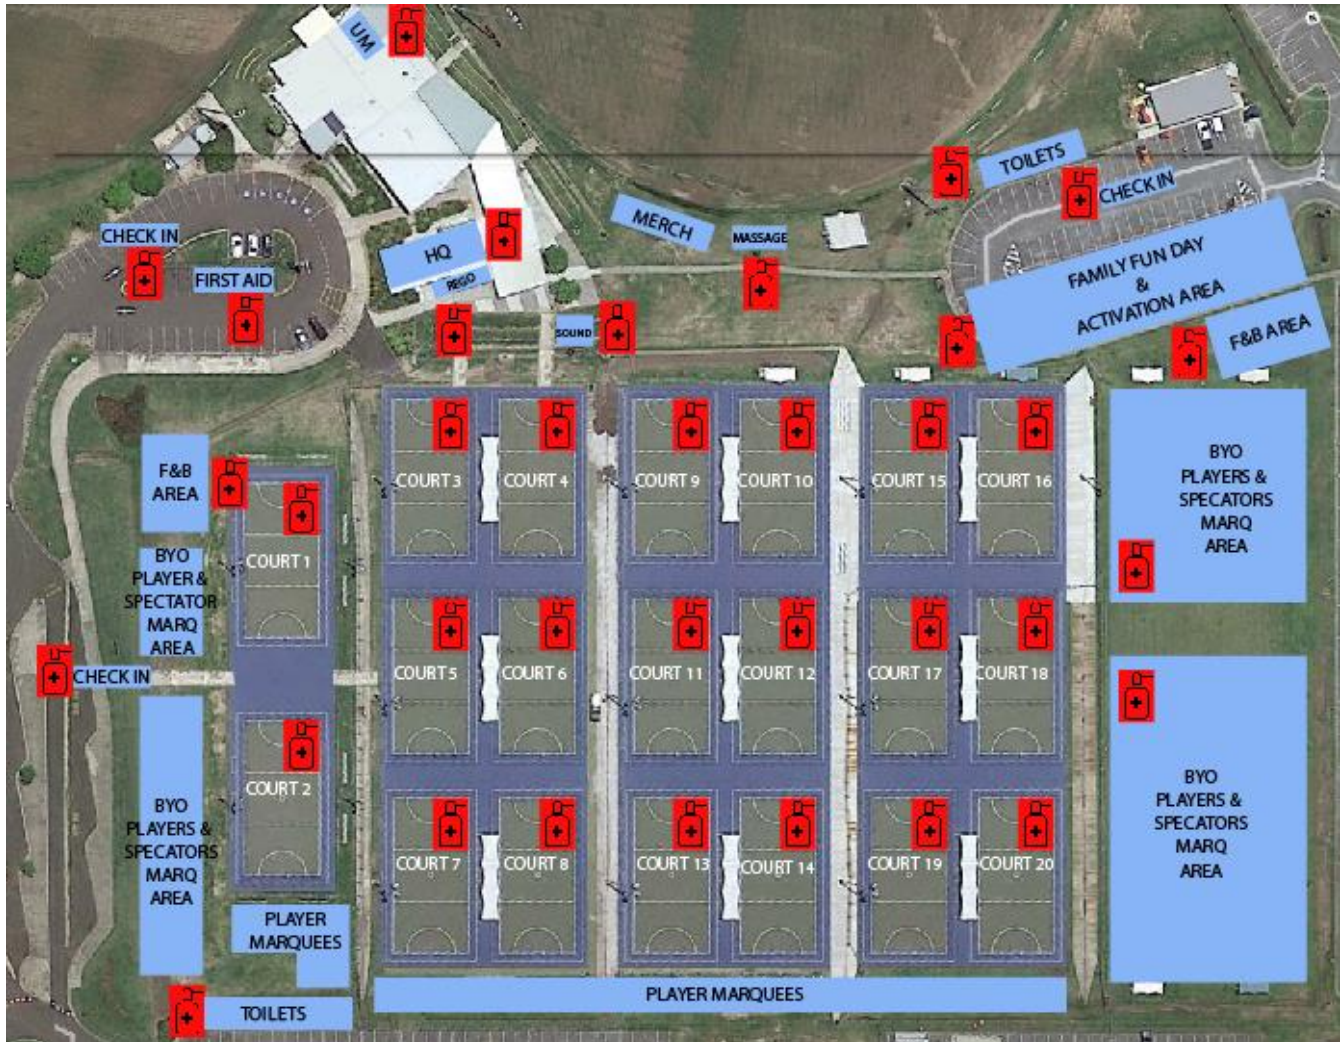 UM
TOILETS
CHECK IN
MERCH
MASSAGE
CHECK IN
HQ
REGO
FIRST AID
SOUND
FAMILY FUN DAY
&
ACTIVATION AREA
F&B AREA
COURT 3
COURT 4
COURT 9
COURT 10
COURT 15
COURT 16
BYO
PLAYERS &
SPECATORS
MARQ
AREA
F&B
AREA
COURT 1
BYO
PLAYER &
SPECTATOR
MARQ
AREA
CHECK IN
COURT 5
COURT 6
COURT 11
COURT 12
COURT 17
COURT 18
COURT 2
BYO
PLAYERS &
SPECATORS
MARQ
AREA
BYO
PLAYERS &
SPECATORS
MARQ
AREA
COURT 7
COURT 8
COURT 13
COURT 14
COURT 19
COURT 20
PLAYER
MARQUEES
PLAYER MARQUEES
TOILETS